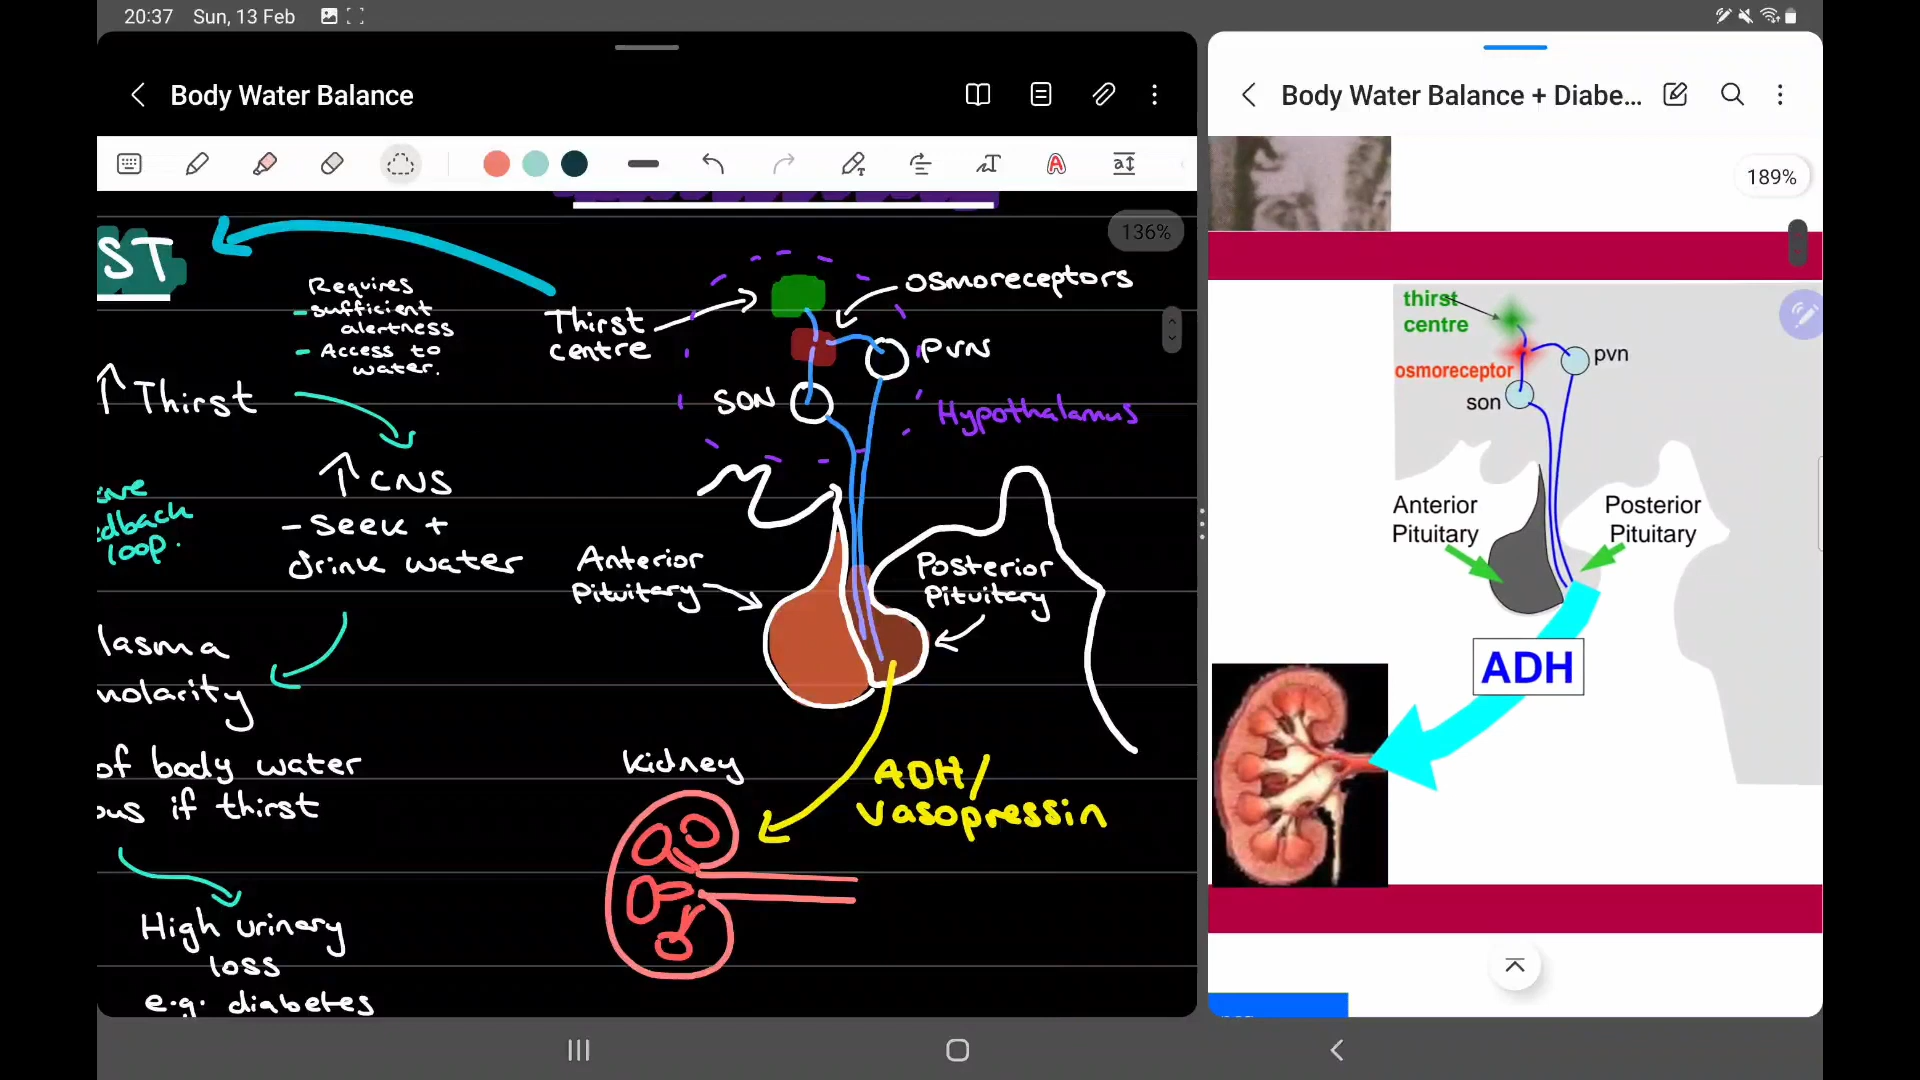 20:37 Sun, 13 Feb
Body Water Balance
136%
ST
Requires
- sufficient
alertness
- Access to
water.
↑ Thirst
↑ CNS
- Seek +
drink water
loop.
of body water
if thirst
High urinary
loss
e.g. diabetes
Thirst
centre
osmoreceptors
PVN
SON
Hypothalamus
Anterior
Pituitary
Posterior
Pituitary
Kidney
ADH/
Vasopressin
Body Water Balance + Diabe...
189%
thirst
centre
osmoreceptor
pvn
son
Anterior
Pituitary
Posterior
Pituitary
ADH